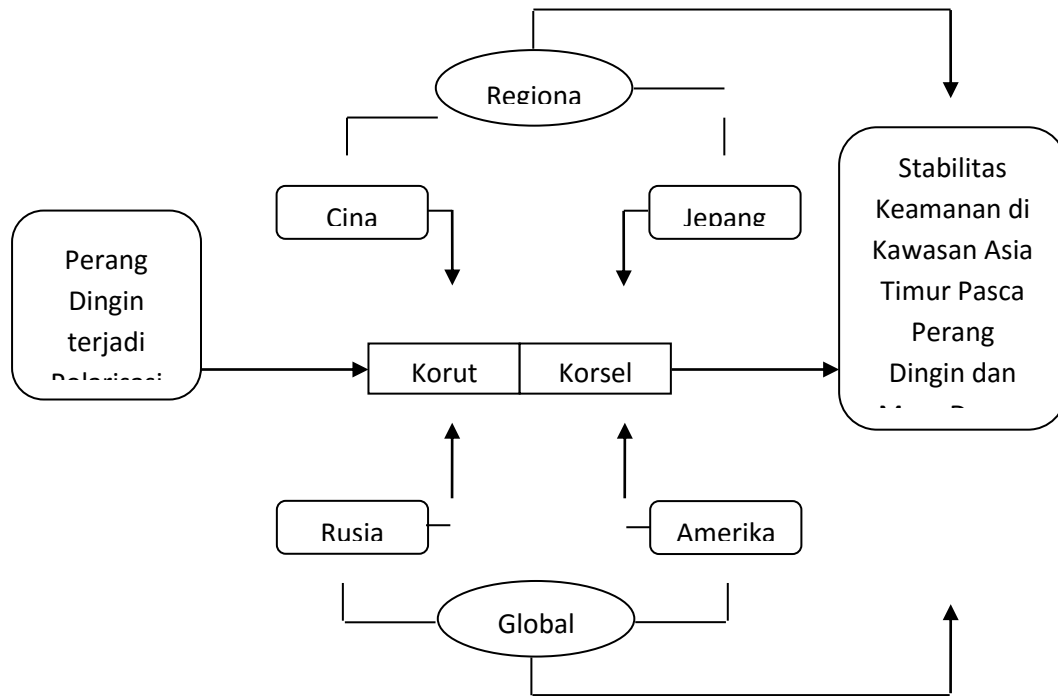 Regiona
Cina
Jepang
Perang
Dingin
terjadi
Polarisasi
Korut
Korsel
Stabilitas
Keamanan di
Kawasan Asia
Timur Pasca
Perang
Dingin dan
Rusia
Amerika
Global